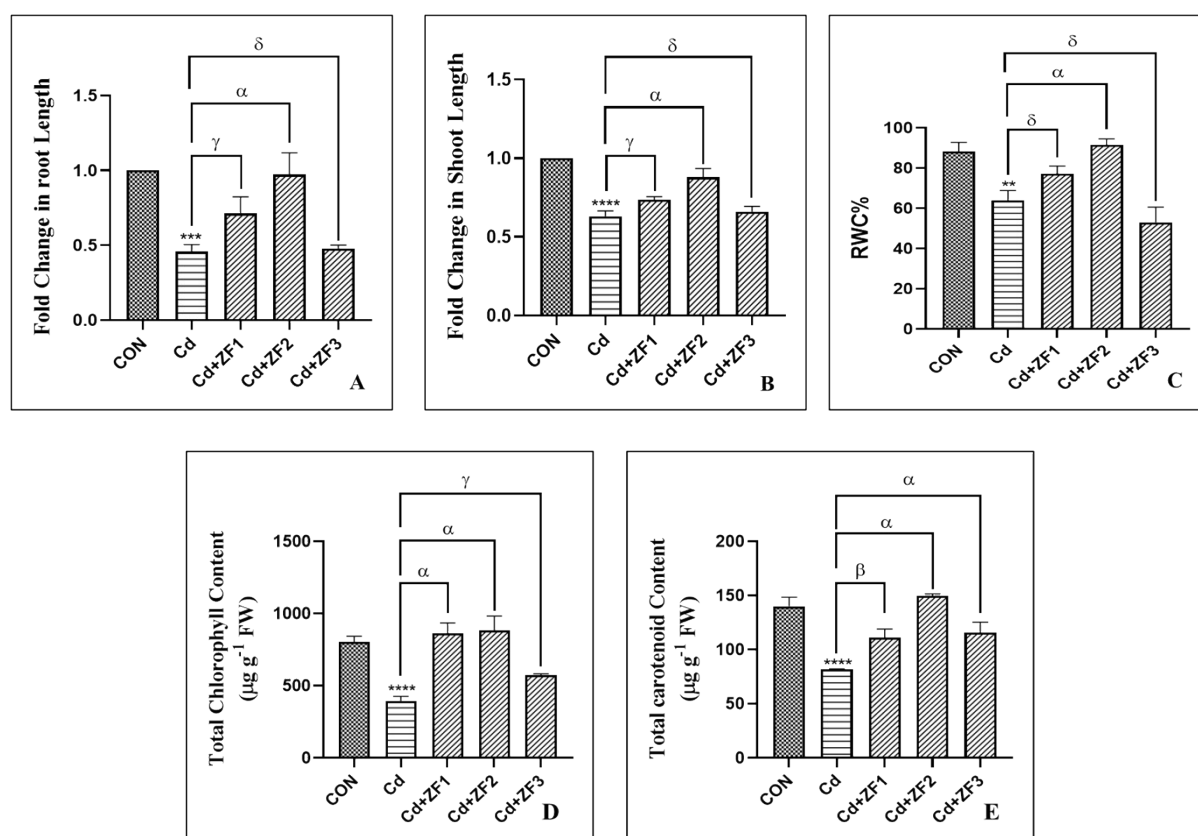 δ
α
γ
Fold Change in root Length
1.5
1.0
0.5
0.0
***
CON
Cd
Cd+ZF1
Cd+ZF2
Cd+ZF3
A
δ
α
γ
Fold Change in Shoot Length
1.5
1.0
0.5
0.0
****
CON
Cd
Cd+ZF1
Cd+ZF2
Cd+ZF3
B
δ
α
δ
RWC%
100
80
60
40
20
0
**
CON
Cd
Cd+ZF1
Cd+ZF2
Cd+ZF3
C
γ
α
α
Total Chlorophyll Content
(µg g⁻¹ FW)
1500
1000
500
0
****
CON
Cd
Cd+ZF1
Cd+ZF2
Cd+ZF3
D
α
α
β
Total carotenoid Content
(µg g⁻¹ FW)
200
150
100
50
0
****
CON
Cd
Cd+ZF1
Cd+ZF2
Cd+ZF3
E